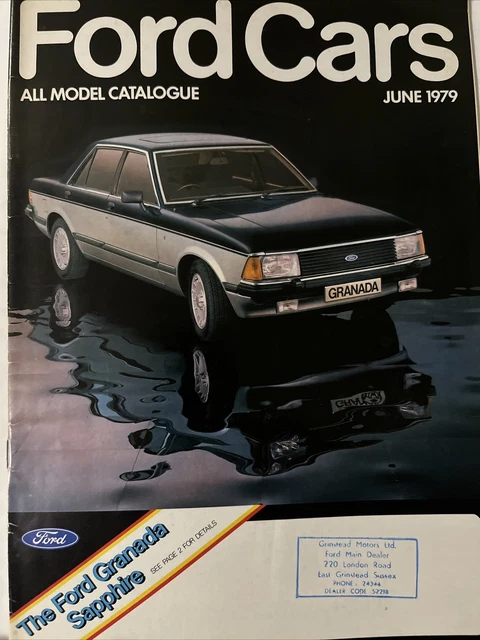 Ford Cars
ALL MODEL CATALOGUE
JUNE 1979
Ford
GRANADA
Ford
The Ford Granada
Sapphire
SEE PAGE 2 FOR DETAILS
Grinstead Motors Ltd.
Ford Main Dealer
220 London Road
East Grinstead Sussex
PHONE: 24344
DEALER CODE